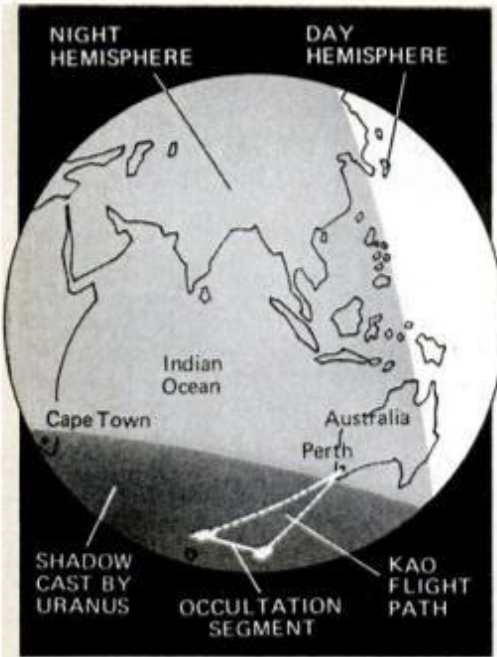 NIGHT
HEMISPHERE
DAY
HEMISPHERE
Indian
Ocean
Cape Town
Australia
Perth
SHADOW
CAST BY
URANUS
OCCULTATION
SEGMENT
KAO
FLIGHT
PATH